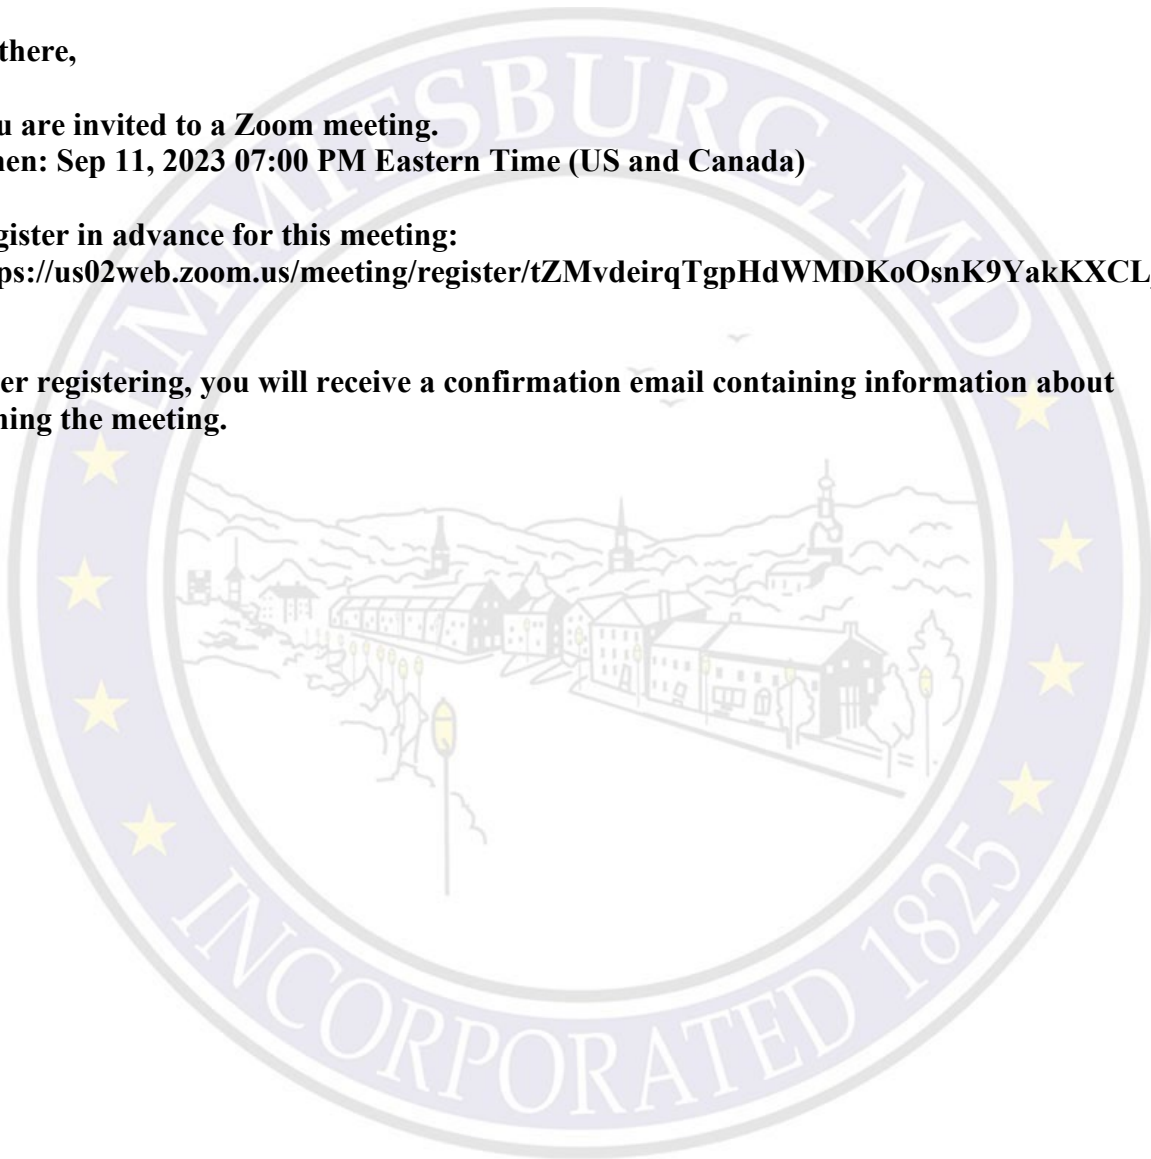 there,
u are invited to a Zoom meeting.
hen: Sep 11, 2023 07:00 PM Eastern Time (US and Canada)
gister in advance for this meeting:
ps://us02web.zoom.us/meeting/register/tZMvdeirqTgpHdWMDKoOsnK9YakKXCL
er registering, you will receive a confirmation email containing information about
ning the meeting.
EMMITSBURG, MD
INCORPORATED 1825